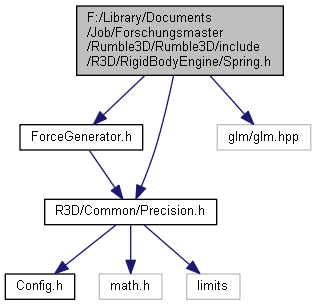 F:/Library/Documents
/Job/Forschungsmaster
/Rumble3D/Rumble3D/include
/R3D/RigidBodyEngine/Spring.h
ForceGenerator.h
glm/glm.hpp
R3D/Common/Precision.h
Config.h
math.h
limits